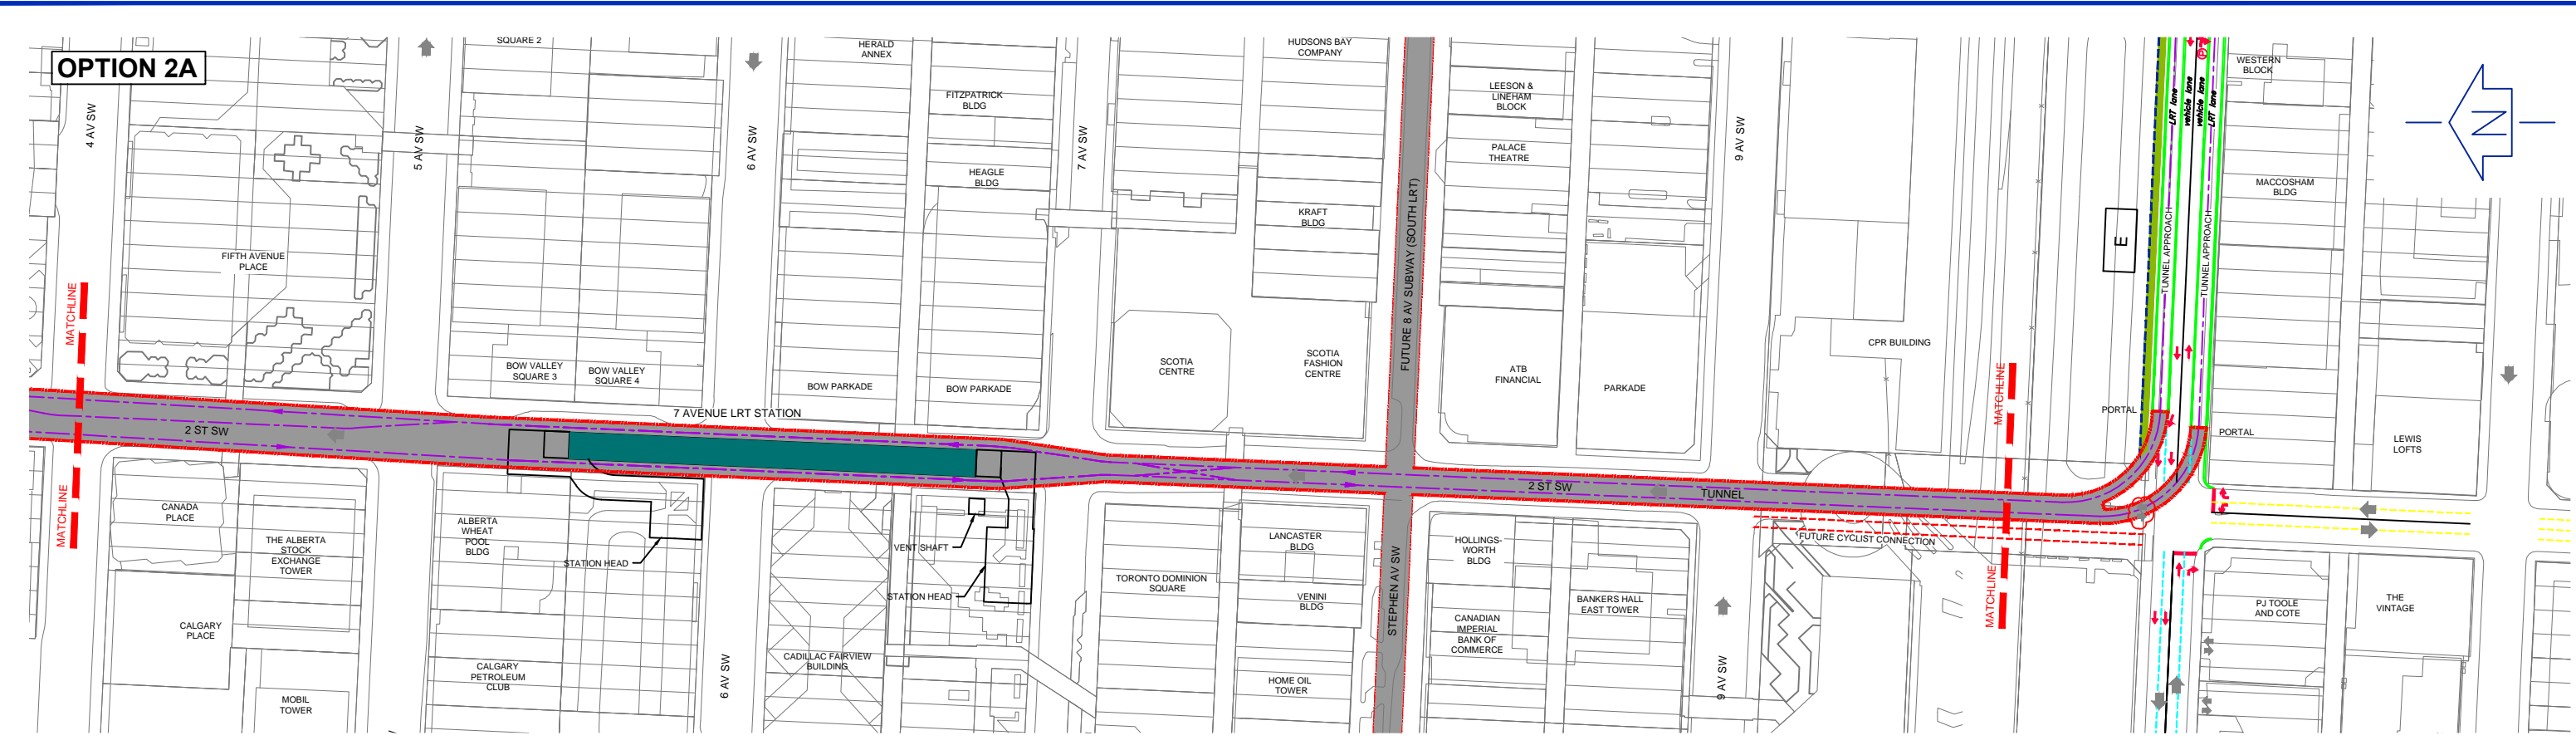 OPTION 2A
SQUARE 2
HERALD
ANNEX
HUDSONS BAY
COMPANY
WESTERN
BLOCK
4 AV SW
5 AV SW
6 AV SW
7 AV SW
9 AV SW
FITZPATRICK
BLDG
HEAGLE
BLDG
LEESON &
LINEHAM
BLOCK
PALACE
THEATRE
KRAFT
BLDG
FUTURE 8 AV SUBWAY (SOUTH LRT)
LRT lane
vehicle lane
vehicle lane
LRT lane
(P)
N
E
TUNNEL APPROACH
TUNNEL APPROACH
MACCOSHAM
BLDG
FIFTH AVENUE
PLACE
MATCHLINE
BOW VALLEY
SQUARE 3
BOW VALLEY
SQUARE 4
BOW PARKADE
BOW PARKADE
SCOTIA
CENTRE
SCOTIA
FASHION
CENTRE
ATB
FINANCIAL
PARKADE
CPR BUILDING
MATCHLINE
PORTAL
PORTAL
LEWIS
LOFTS
7 AVENUE LRT STATION
2 ST SW
2 ST SW
TUNNEL
MATCHLINE
CANADA
PLACE
THE ALBERTA
STOCK
EXCHANGE
TOWER
ALBERTA
WHEAT
POOL
BLDG
STATION HEAD
VENT SHAFT
STATION HEAD
TORONTO DOMINION
SQUARE
LANCASTER
BLDG
VENINI
BLDG
STEPHEN AV SW
HOLLINGS-
WORTH
BLDG
BANKERS HALL
EAST TOWER
CANADIAN
IMPERIAL
BANK OF
COMMERCE
FUTURE CYCLIST CONNECTION
MATCHLINE
PJ TOOLE
AND COTE
THE
VINTAGE
CALGARY
PLACE
MOBIL
TOWER
CALGARY
PETROLEUM
CLUB
6 AV SW
CADILLAC FAIRVIEW
BUILDING
HOME OIL
TOWER
9 AV SW